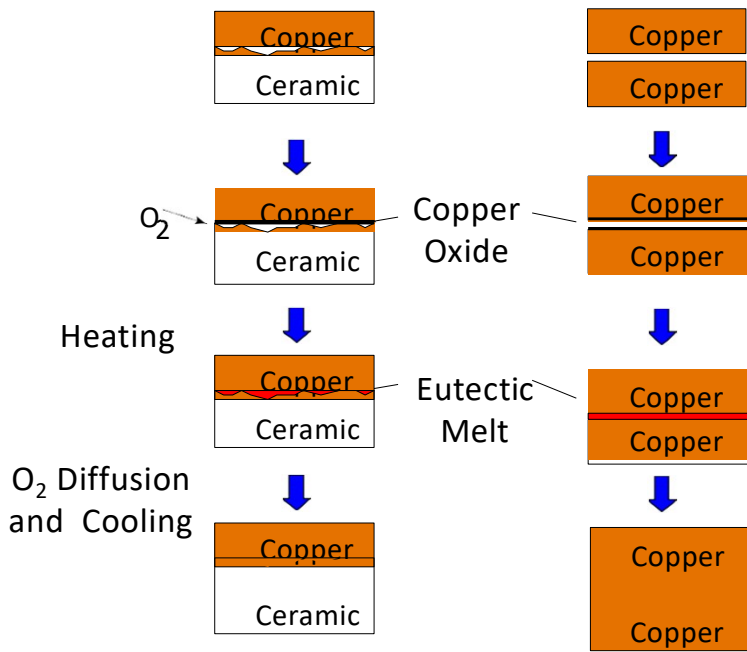 Copper
Ceramic
Copper
Copper
O₂
Copper
Ceramic
Copper
Oxide
Copper
Copper
Heating
Copper
Ceramic
Eutectic
Melt
Copper
Copper
O₂ Diffusion
and Cooling
Copper
Ceramic
Copper
Copper